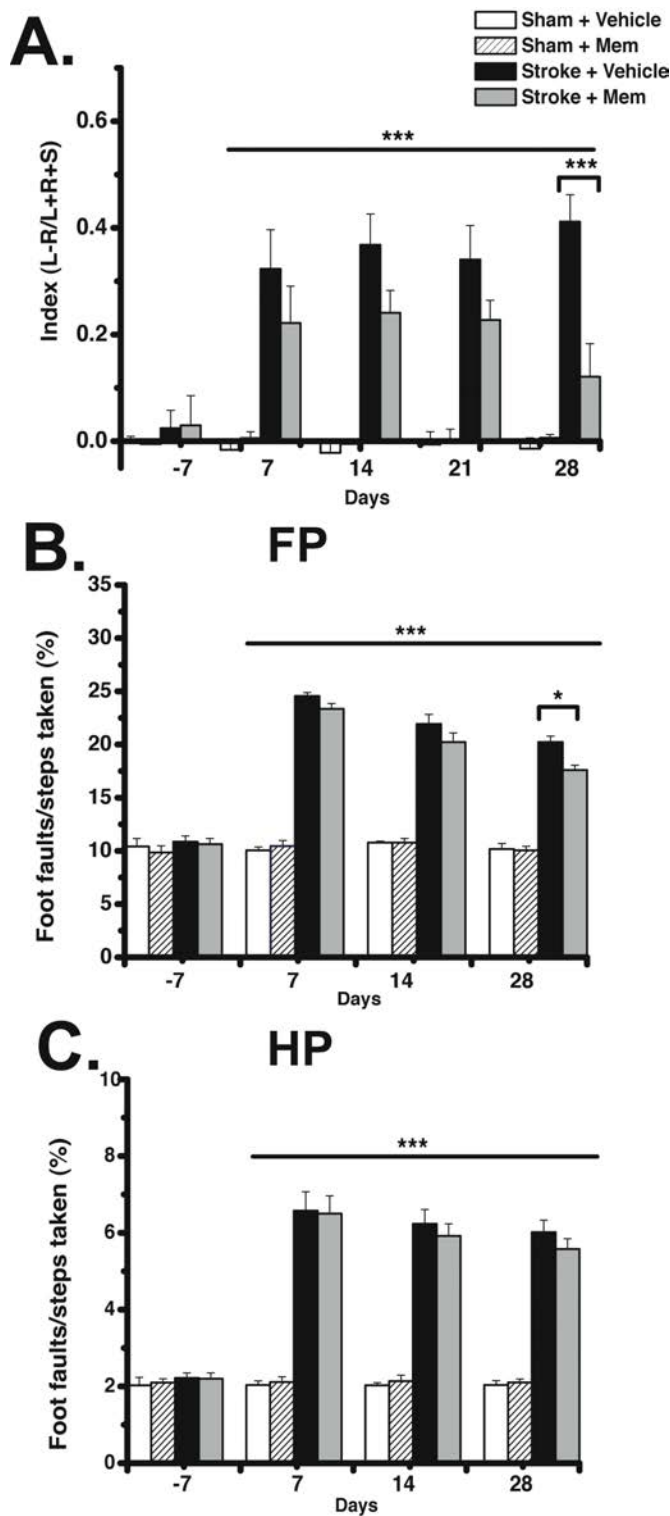 A.
Sham + Vehicle
Sham + Mem
Stroke + Vehicle
Stroke + Mem
Index (L-R/L+R+S)
0.6
0.4
0.2
0.0
***
***
-7 7 14 21 28
Days
B. FP
Foot faults/steps taken (%)
35
30
25
20
15
10
5
0
***
*
-7 7 14 28
Days
C. HP
Foot faults/steps taken (%)
10
8
6
4
2
0
***
-7 7 14 28
Days